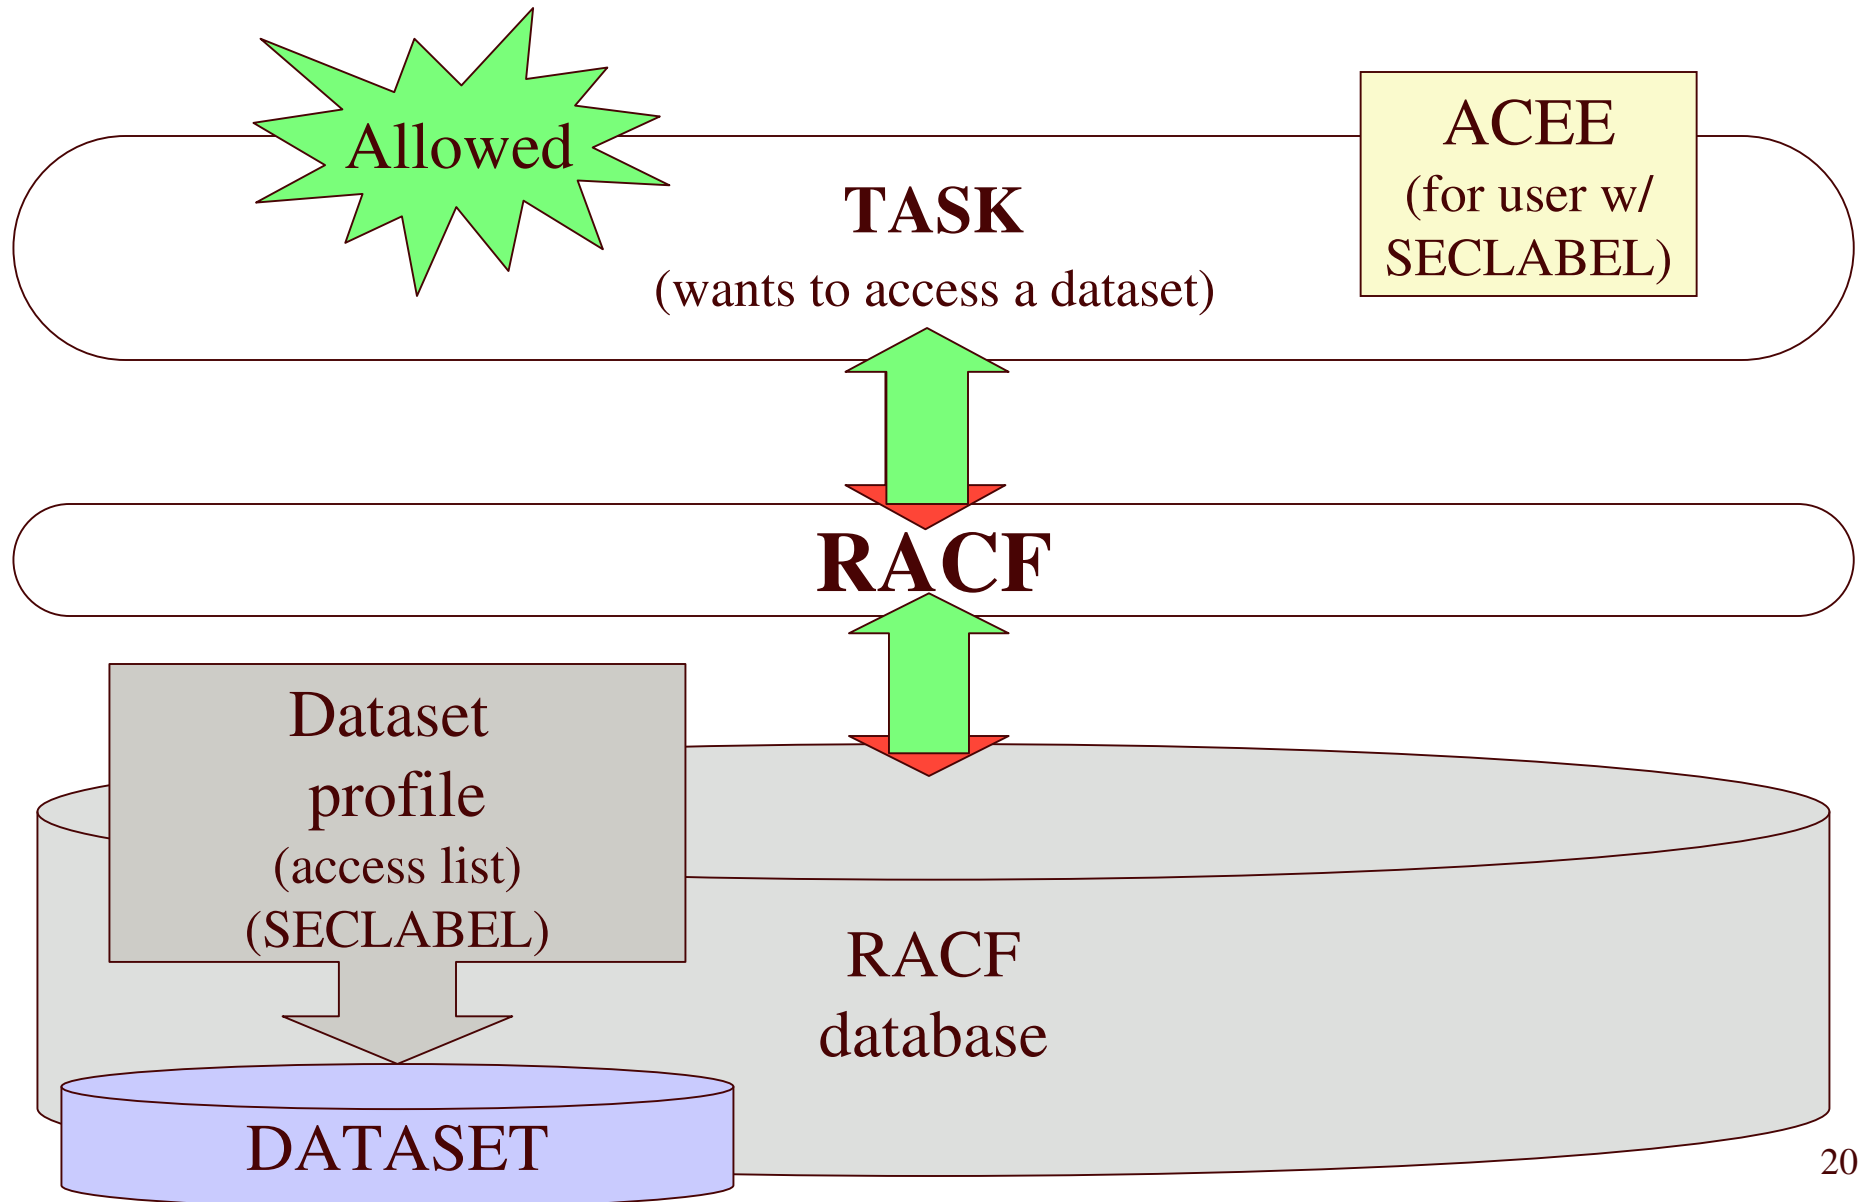 Allowed
TASK
(wants to access a dataset)
ACEE
(for user w/
SECLABEL)
RACF
Dataset
profile
(access list)
(SECLABEL)
RACF
database
DATASET
20